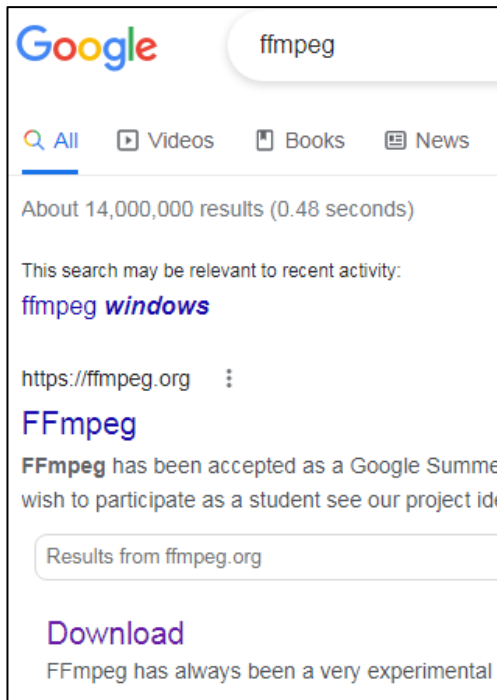 Google
ffmpeg
All Videos Books News
About 14,000,000 results (0.48 seconds)
This search may be relevant to recent activity:
ffmpeg windows
https://ffmpeg.org
FFmpeg
FFmpeg has been accepted as a Google Summe
wish to participate as a student see our project ide
Results from ffmpeg.org
Download
FFmpeg has always been a very experimental